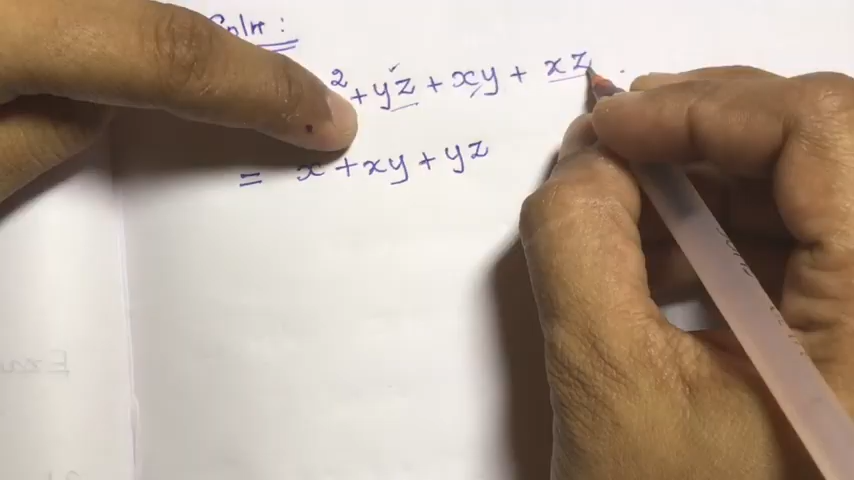 Soln:
² + yz + xy + xz
= x + xy + yz